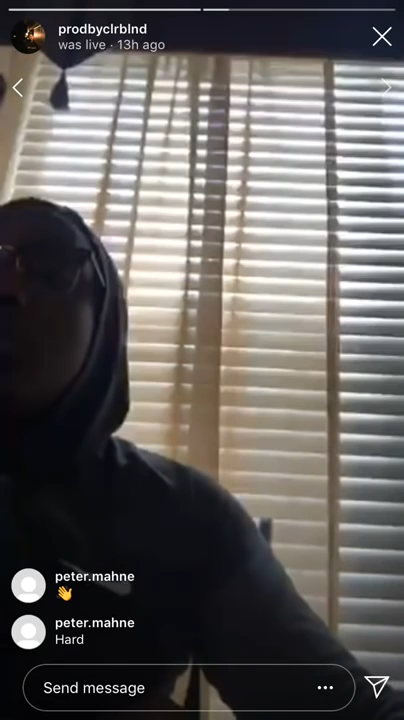 prodbyclrblnd
was live · 13h ago
peter.mahne
👋
peter.mahne
Hard
Send message